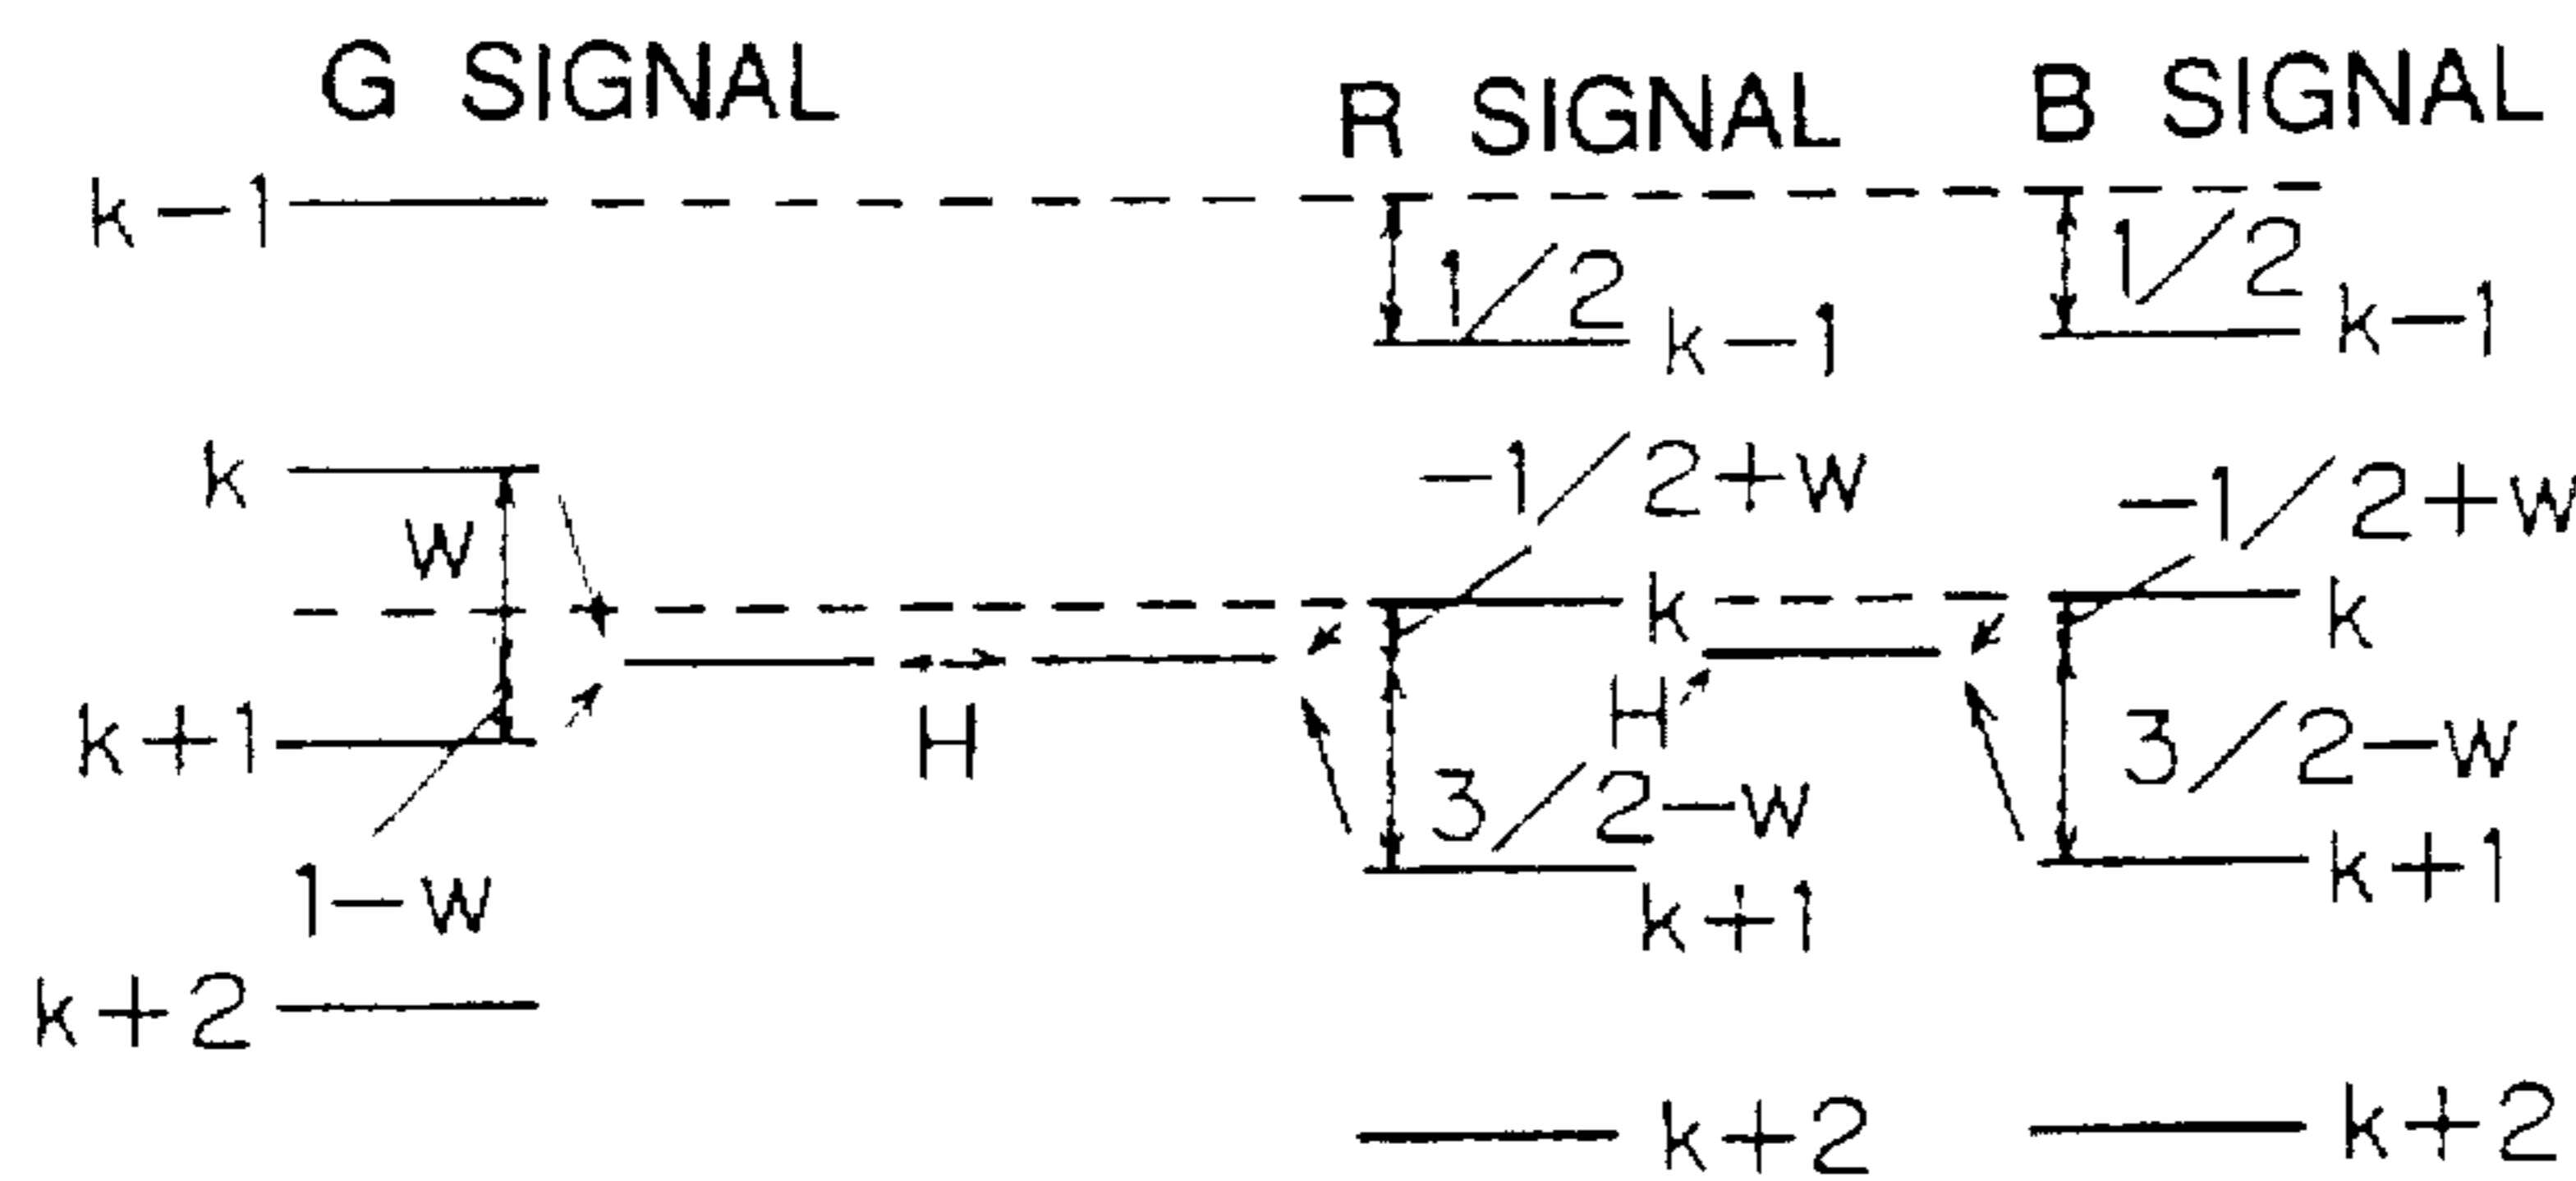 G SIGNAL
R SIGNAL
B SIGNAL
k−1
1/2
k−1
1/2
k−1
k
w
−1/2+w
k
−1/2+w
k
k+1
1−w
H
H
3/2−w
k+1
3/2−w
k+1
k+2
k+2
k+2